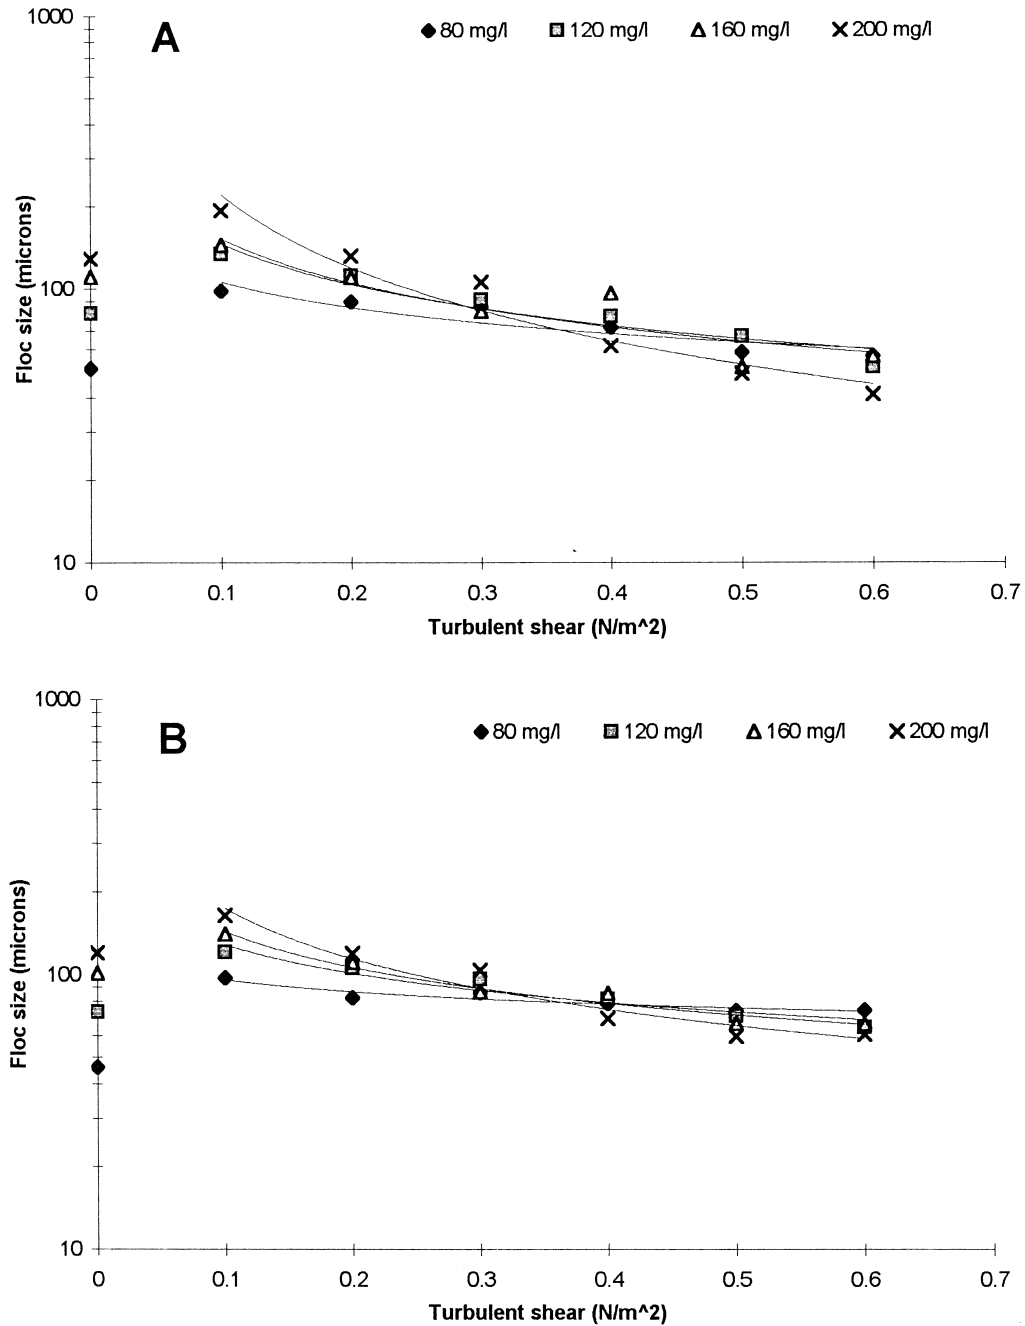 1000
A
80 mg/l 120 mg/l 160 mg/l 200 mg/l
Floc size (microns)
100
10
0 0.1 0.2 0.3 0.4 0.5 0.6 0.7
Turbulent shear (N/m^2)
1000
B
80 mg/l 120 mg/l 160 mg/l 200 mg/l
Floc size (microns)
100
10
0 0.1 0.2 0.3 0.4 0.5 0.6 0.7
Turbulent shear (N/m^2)